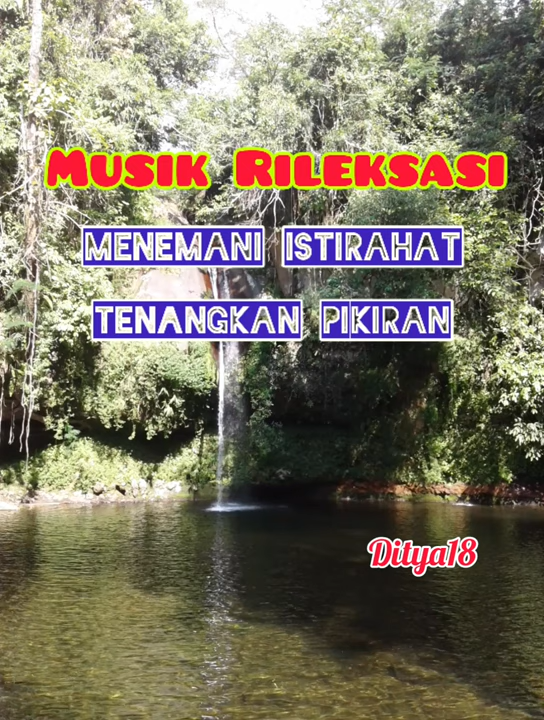 Musik Rileksasi
MENEMANI ISTIRAHAT
TENANGKAN PIKIRAN
Ditya18